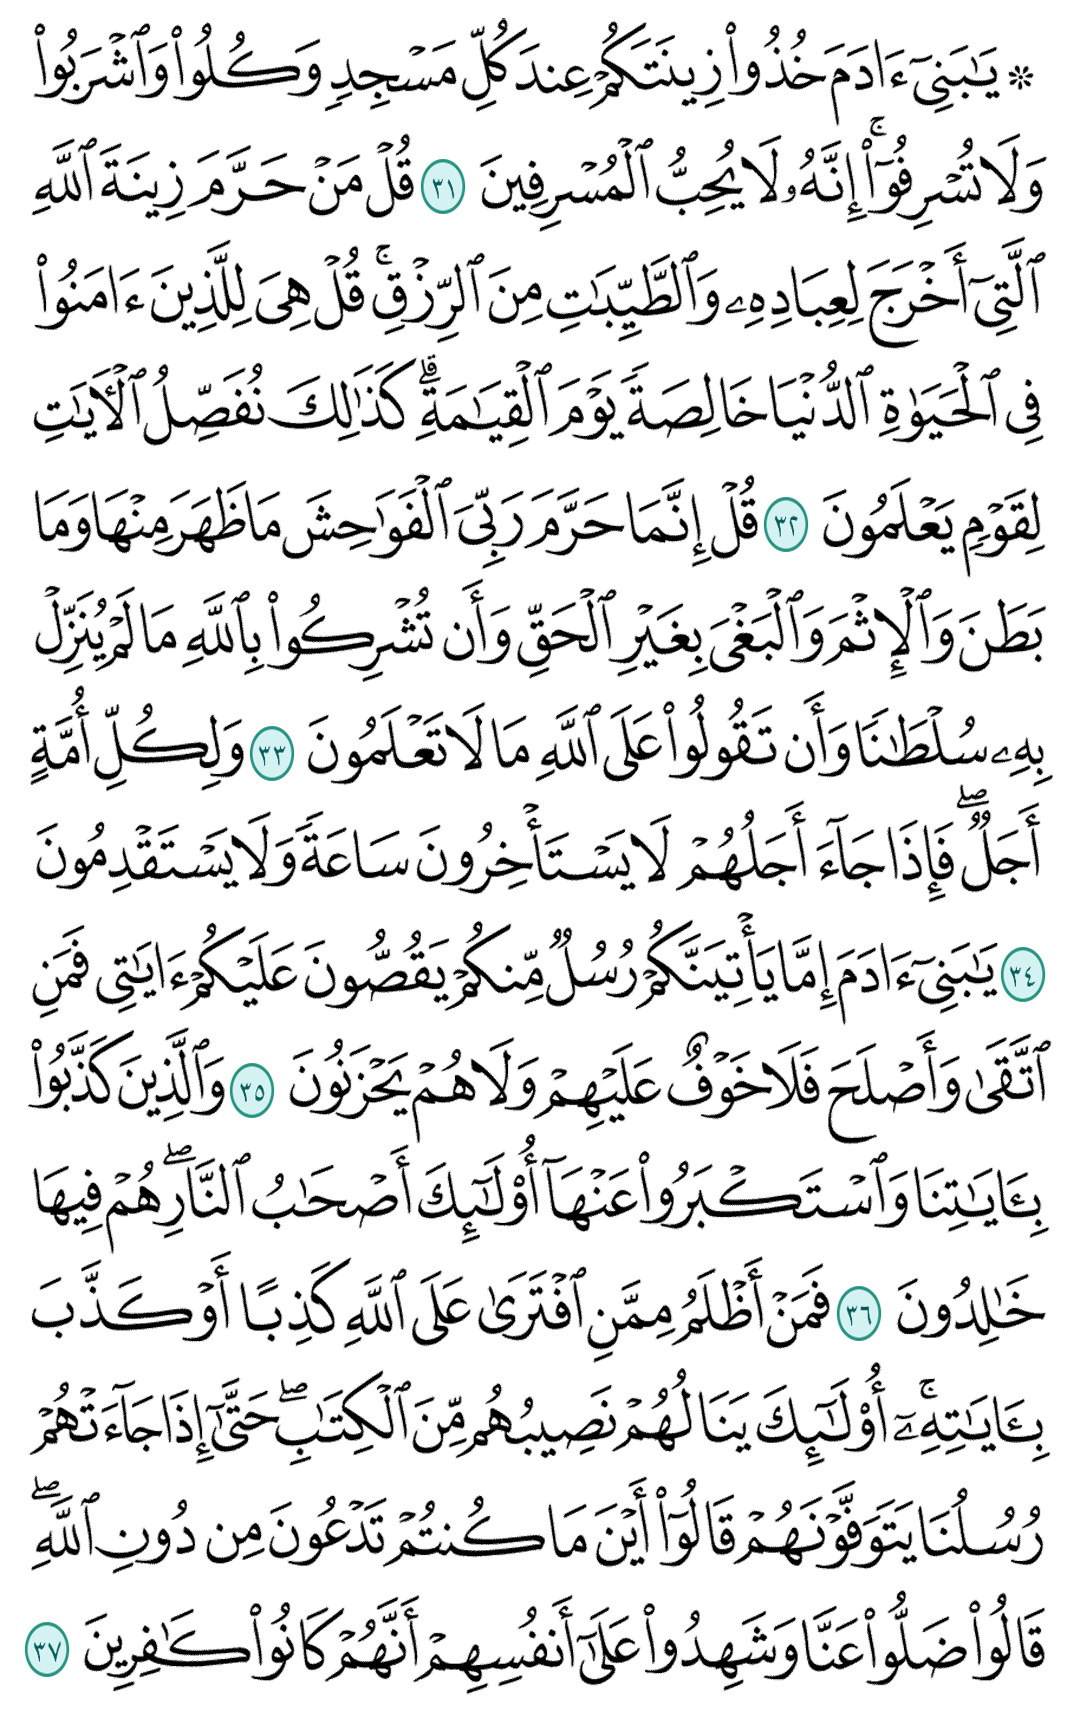 ۞ يَٰبَنِىٓ ءَادَمَ خُذُوا۟ زِينَتَكُمْ عِندَ كُلِّ مَسْجِدٍ وَكُلُوا۟ وَٱشْرَبُوا۟
وَلَا تُسْرِفُوٓا۟ ۚ إِنَّهُۥ لَا يُحِبُّ ٱلْمُسْرِفِينَ ٣١ قُلْ مَنْ حَرَّمَ زِينَةَ ٱللَّهِ
ٱلَّتِىٓ أَخْرَجَ لِعِبَادِهِۦ وَٱلطَّيِّبَٰتِ مِنَ ٱلرِّزْقِ ۚ قُلْ هِىَ لِلَّذِينَ ءَامَنُوا۟
فِى ٱلْحَيَوٰةِ ٱلدُّنْيَا خَالِصَةً يَوْمَ ٱلْقِيَٰمَةِ ۗ كَذَٰلِكَ نُفَصِّلُ ٱلْـَٔايَٰتِ
لِقَوْمٍ يَعْلَمُونَ ٣٢ قُلْ إِنَّمَا حَرَّمَ رَبِّىَ ٱلْفَوَٰحِشَ مَا ظَهَرَ مِنْهَا وَمَا
بَطَنَ وَٱلْإِثْمَ وَٱلْبَغْىَ بِغَيْرِ ٱلْحَقِّ وَأَن تُشْرِكُوا۟ بِٱللَّهِ مَا لَمْ يُنَزِّلْ
بِهِۦ سُلْطَٰنًا وَأَن تَقُولُوا۟ عَلَى ٱللَّهِ مَا لَا تَعْلَمُونَ ٣٣ وَلِكُلِّ أُمَّةٍ
أَجَلٌ ۖ فَإِذَا جَآءَ أَجَلُهُمْ لَا يَسْتَأْخِرُونَ سَاعَةً وَلَا يَسْتَقْدِمُونَ
٣٤ يَٰبَنِىٓ ءَادَمَ إِمَّا يَأْتِيَنَّكُمْ رُسُلٌ مِّنكُمْ يَقُصُّونَ عَلَيْكُمْ ءَايَٰتِى فَمَنِ
ٱتَّقَىٰ وَأَصْلَحَ فَلَا خَوْفٌ عَلَيْهِمْ وَلَا هُمْ يَحْزَنُونَ ٣٥ وَٱلَّذِينَ كَذَّبُوا۟
بِـَٔايَٰتِنَا وَٱسْتَكْبَرُوا۟ عَنْهَآ أُو۟لَٰٓئِكَ أَصْحَٰبُ ٱلنَّارِ ۖ هُمْ فِيهَا
خَٰلِدُونَ ٣٦ فَمَنْ أَظْلَمُ مِمَّنِ ٱفْتَرَىٰ عَلَى ٱللَّهِ كَذِبًا أَوْ كَذَّبَ
بِـَٔايَٰتِهِۦٓ ۚ أُو۟لَٰٓئِكَ يَنَالُهُمْ نَصِيبُهُم مِّنَ ٱلْكِتَٰبِ ۖ حَتَّىٰٓ إِذَا جَآءَتْهُمْ
رُسُلُنَا يَتَوَفَّوْنَهُمْ قَالُوٓا۟ أَيْنَ مَا كُنتُمْ تَدْعُونَ مِن دُونِ ٱللَّهِ ۖ
قَالُوا۟ ضَلُّوا۟ عَنَّا وَشَهِدُوا۟ عَلَىٰٓ أَنفُسِهِمْ أَنَّهُمْ كَانُوا۟ كَٰفِرِينَ ٣٧